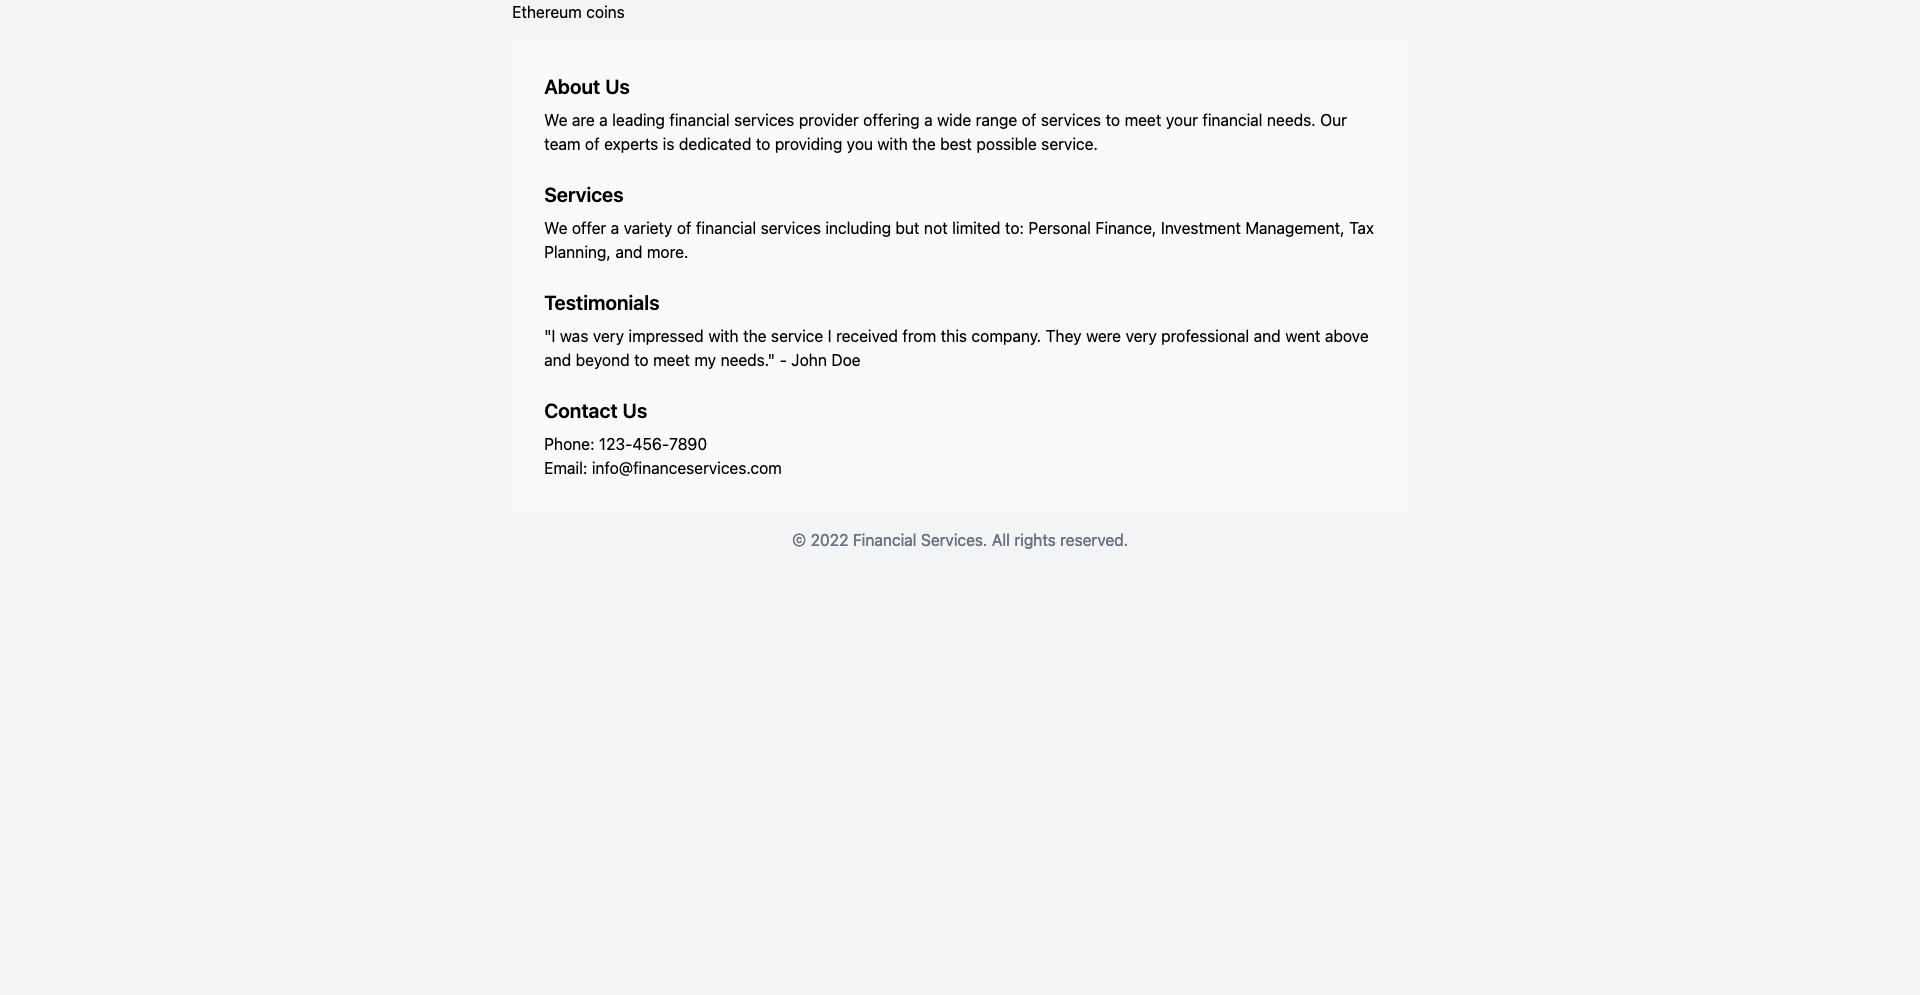 Ethereum coins
About Us
We are a leading financial services provider offering a wide range of services to meet your financial needs. Our
team of experts is dedicated to providing you with the best possible service.
Services
We offer a variety of financial services including but not limited to: Personal Finance, Investment Management, Tax
Planning, and more.
Testimonials
"I was very impressed with the service I received from this company. They were very professional and went above
and beyond to meet my needs." - John Doe
Contact Us
Phone: 123-456-7890
Email: info@financeservices.com
© 2022 Financial Services. All rights reserved.